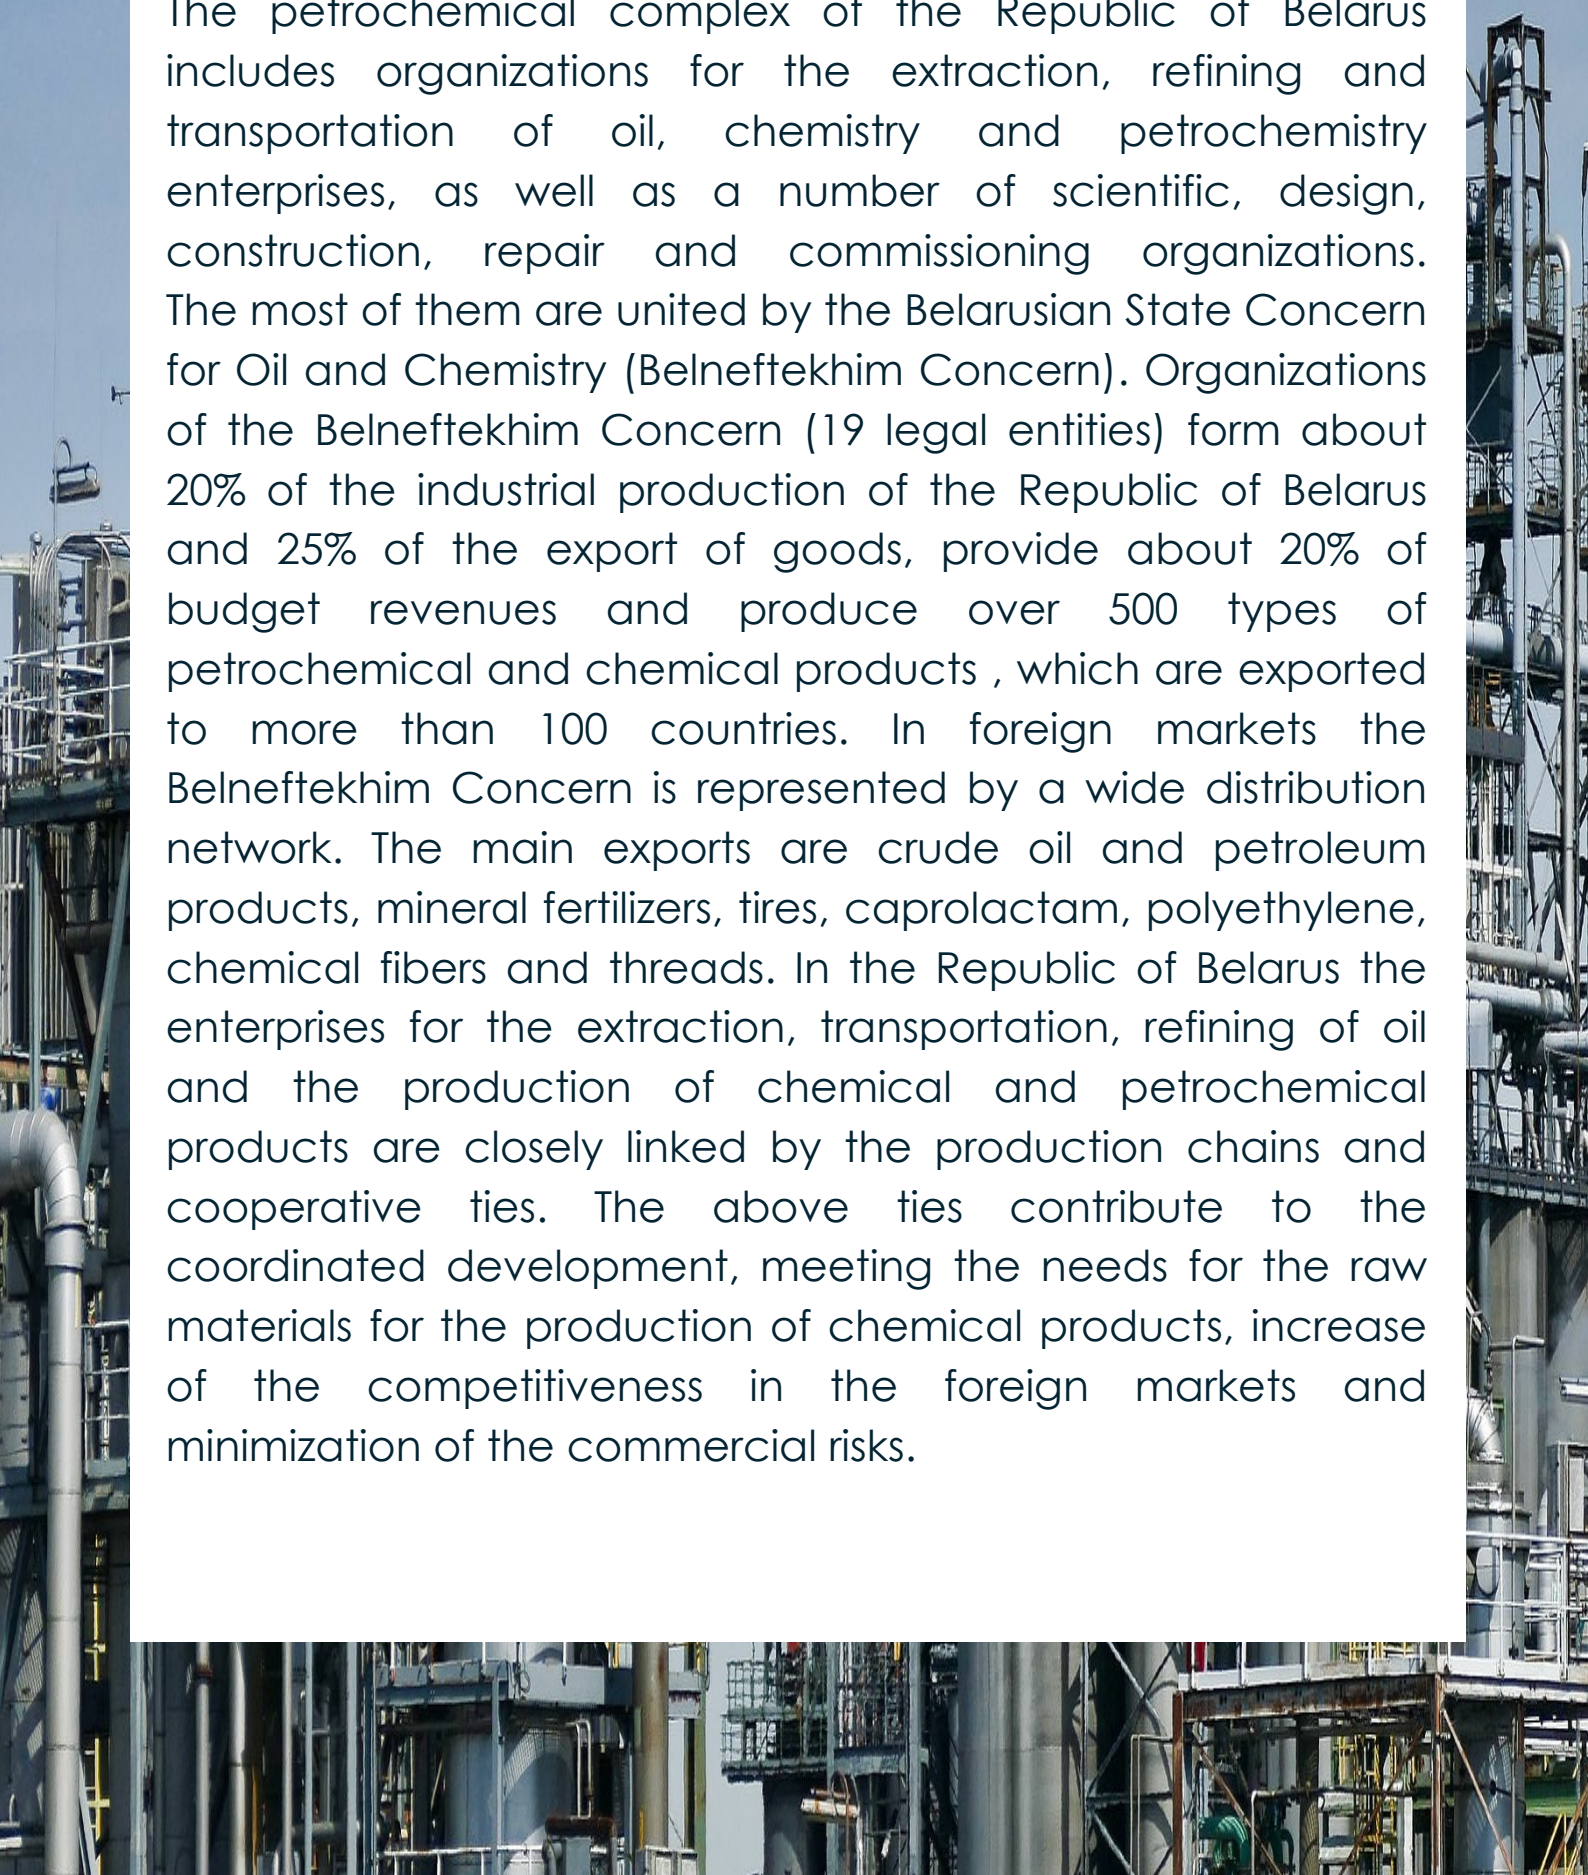 The petrochemical complex of the Republic of Belarus
includes organizations for the extraction, refining and
transportation of oil, chemistry and petrochemistry
enterprises, as well as a number of scientific, design,
construction, repair and commissioning organizations.
The most of them are united by the Belarusian State Concern
for Oil and Chemistry (Belneftekhim Concern). Organizations
of the Belneftekhim Concern (19 legal entities) form about
20% of the industrial production of the Republic of Belarus
and 25% of the export of goods, provide about 20% of
budget revenues and produce over 500 types of
petrochemical and chemical products , which are exported
to more than 100 countries. In foreign markets the
Belneftekhim Concern is represented by a wide distribution
network. The main exports are crude oil and petroleum
products, mineral fertilizers, tires, caprolactam, polyethylene,
chemical fibers and threads. In the Republic of Belarus the
enterprises for the extraction, transportation, refining of oil
and the production of chemical and petrochemical
products are closely linked by the production chains and
cooperative ties. The above ties contribute to the
coordinated development, meeting the needs for the raw
materials for the production of chemical products, increase
of the competitiveness in the foreign markets and
minimization of the commercial risks.